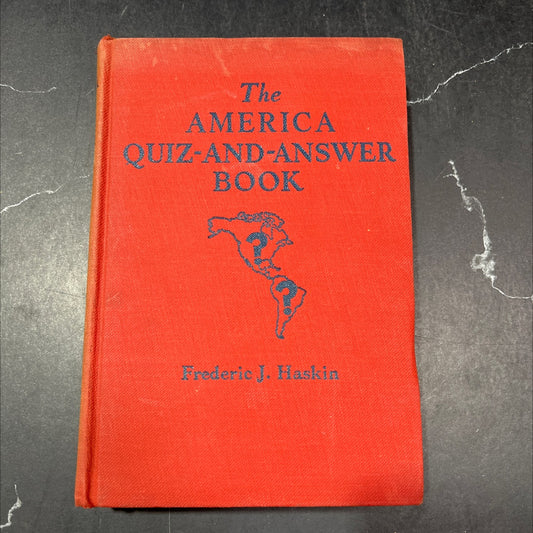 The
AMERICA
QUIZ-AND-ANSWER
BOOK
?
?
Frederic J. Haskin